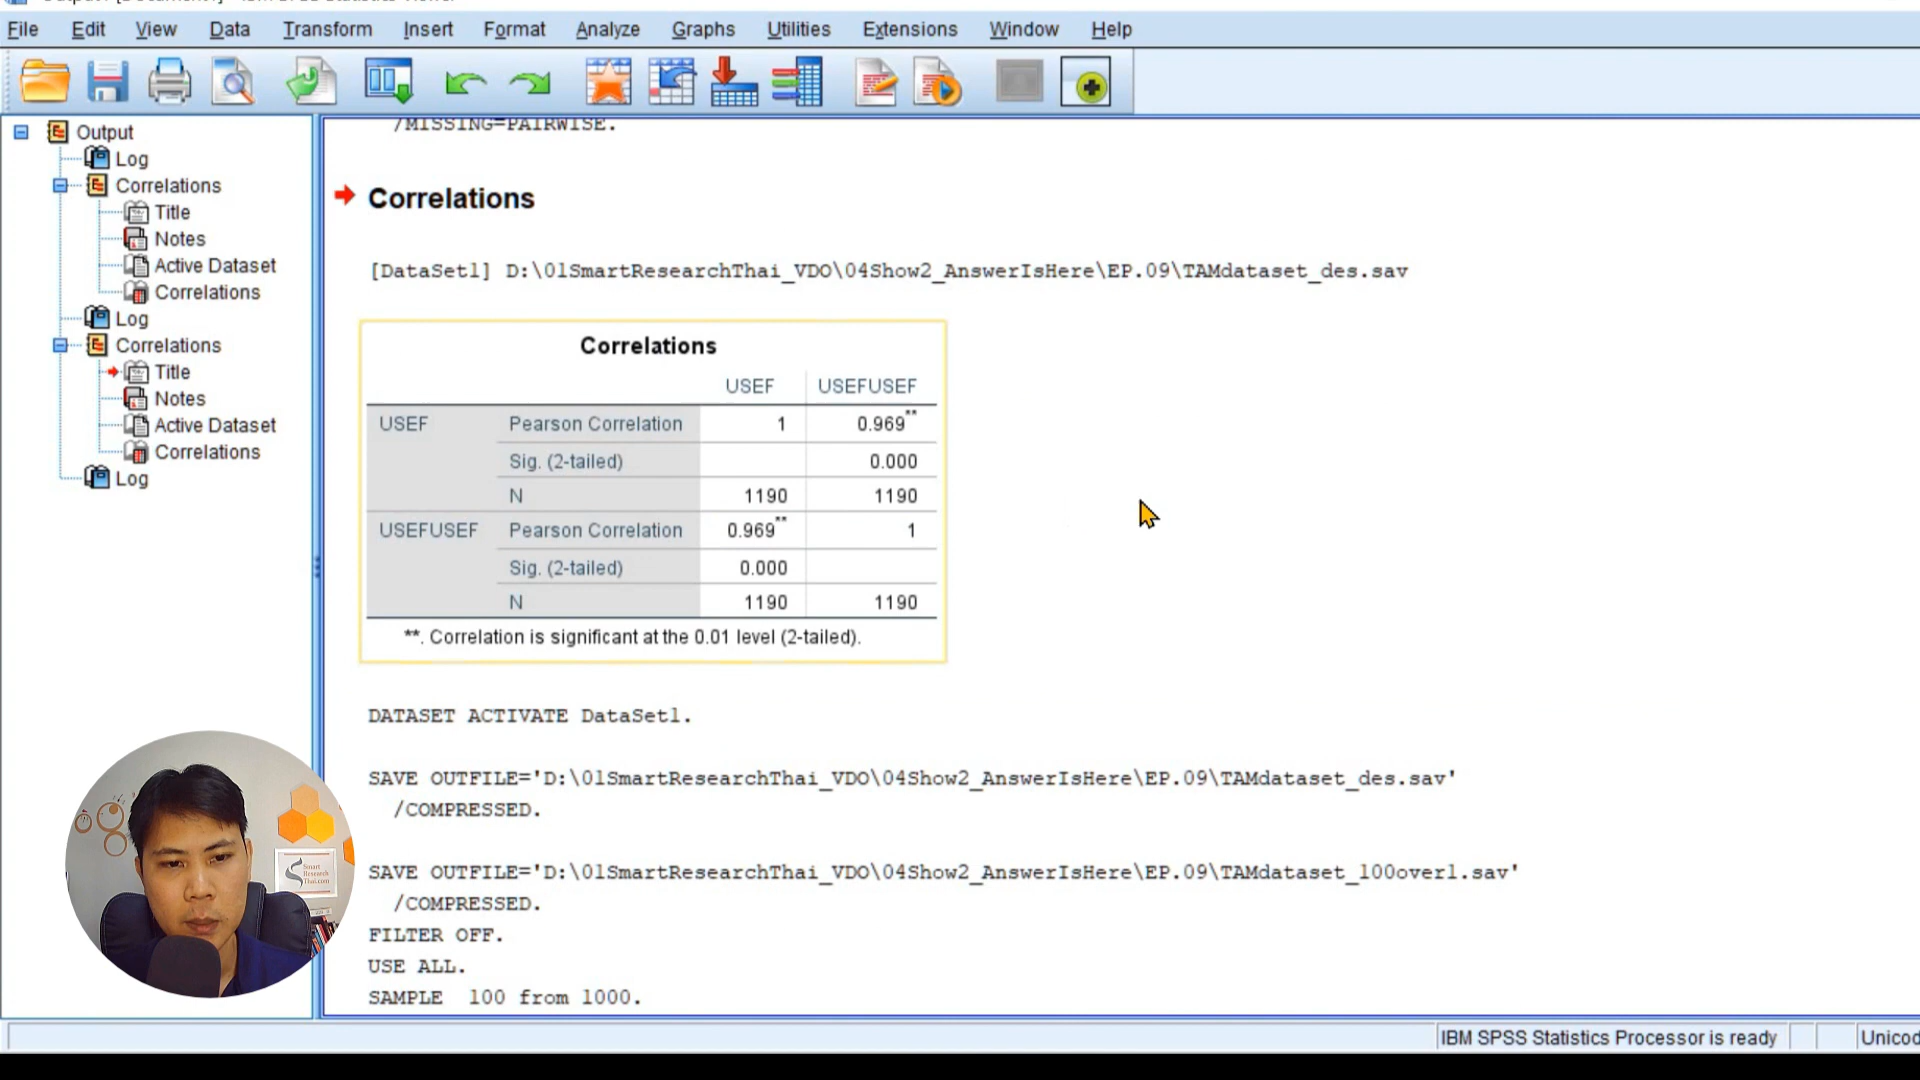 File Edit View Data Transform Insert Format Analyze Graphs Utilities Extensions Window Help
Output
Log
Correlations
Title
Notes
Active Dataset
Correlations
Log
Correlations
Title
Notes
Active Dataset
Correlations
Log
/MISSING=PAIRWISE.
Correlations
[DataSet1] D:\01SmartResearchThai_VDO\04Show2_AnswerIsHere\EP.09\TAMdataset_des.sav
Correlations
USEF USEFUSEF
USEF Pearson Correlation 1 0.969**
Sig. (2-tailed) 0.000
N 1190 1190
USEFUSEF Pearson Correlation 0.969** 1
Sig. (2-tailed) 0.000
N 1190 1190
**. Correlation is significant at the 0.01 level (2-tailed).
DATASET ACTIVATE DataSet1.
SAVE OUTFILE='D:\01SmartResearchThai_VDO\04Show2_AnswerIsHere\EP.09\TAMdataset_des.sav'
/COMPRESSED.
SAVE OUTFILE='D:\01SmartResearchThai_VDO\04Show2_AnswerIsHere\EP.09\TAMdataset_100over1.sav'
/COMPRESSED.
FILTER OFF.
USE ALL.
SAMPLE 100 from 1000.
Smart
Research
Thai.com
IBM SPSS Statistics Processor is ready
Unicod